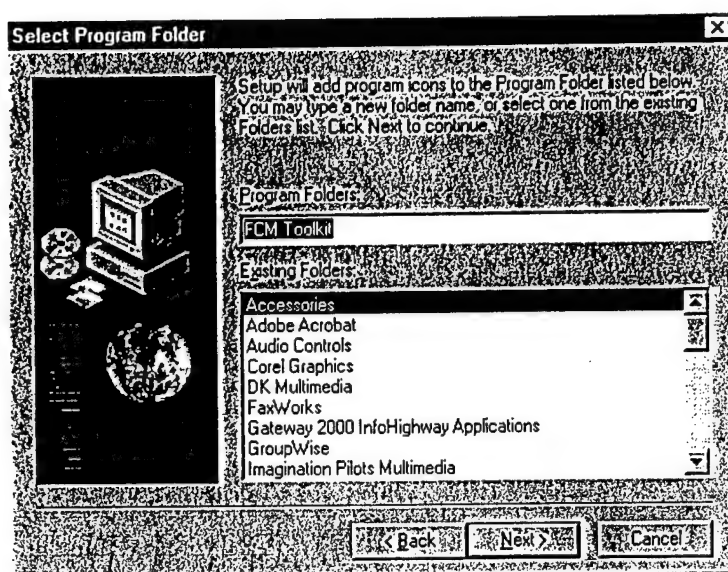 Select Program Folder
Setup will add program icons to the Program Folder listed below.
You may type a new folder name, or select one from the existing
Folders list. Click Next to continue.
Program Folders:
FCM Toolkit
Existing Folders:
Accessories
Adobe Acrobat
Audio Controls
Corel Graphics
DK Multimedia
FaxWorks
Gateway 2000 InfoHighway Applications
GroupWise
Imagination Pilots Multimedia
< Back
Next >
Cancel